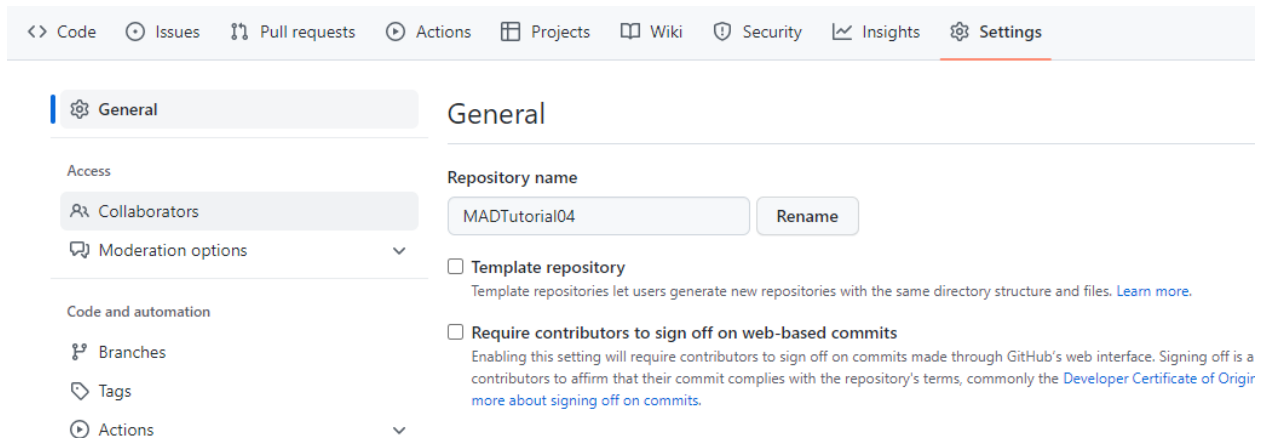 Code Issues Pull requests Actions Projects Wiki Security Insights Settings
General
Access
Collaborators
Moderation options
Code and automation
Branches
Tags
Actions
General
Repository name
MADTutorial04 Rename
Template repository
Template repositories let users generate new repositories with the same directory structure and files. Learn more.
Require contributors to sign off on web-based commits
Enabling this setting will require contributors to sign off on commits made through GitHub's web interface. Signing off is a
contributors to affirm that their commit complies with the repository's terms, commonly the Developer Certificate of Origin
more about signing off on commits.